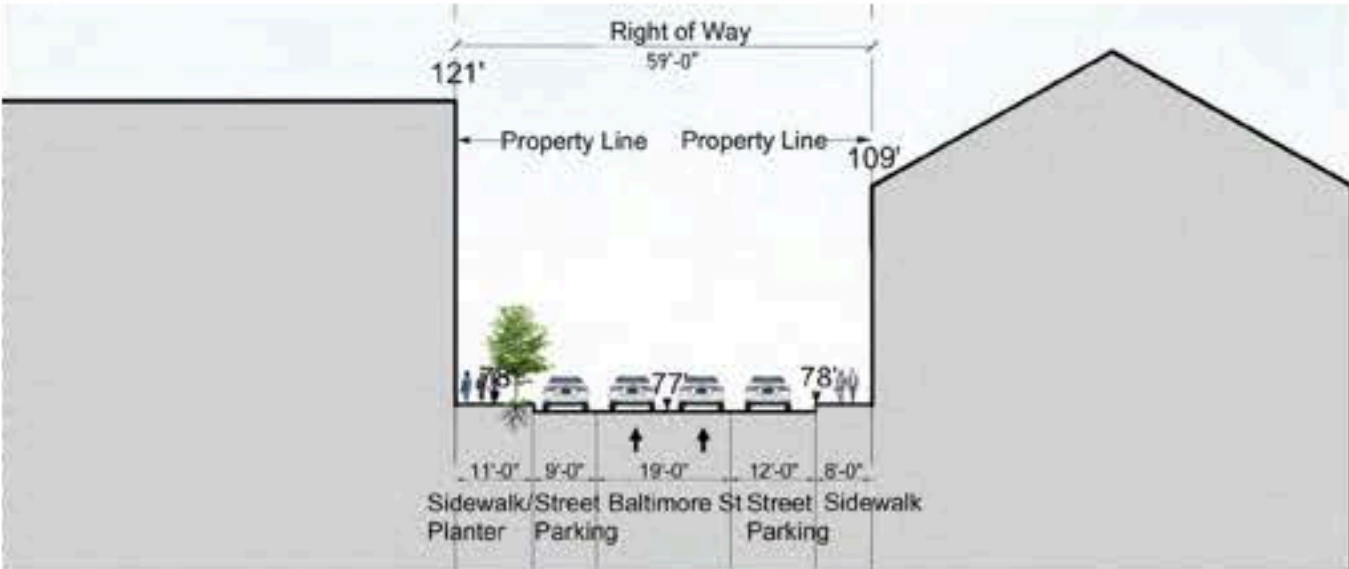 Right of Way
59'-0"
121'
Property Line Property Line
109'
78' 77' 78'
11'-0" 9'-0" 19'-0" 12'-0" 8'-0"
Sidewalk/ Street Baltimore St Street Sidewalk
Planter Parking Parking